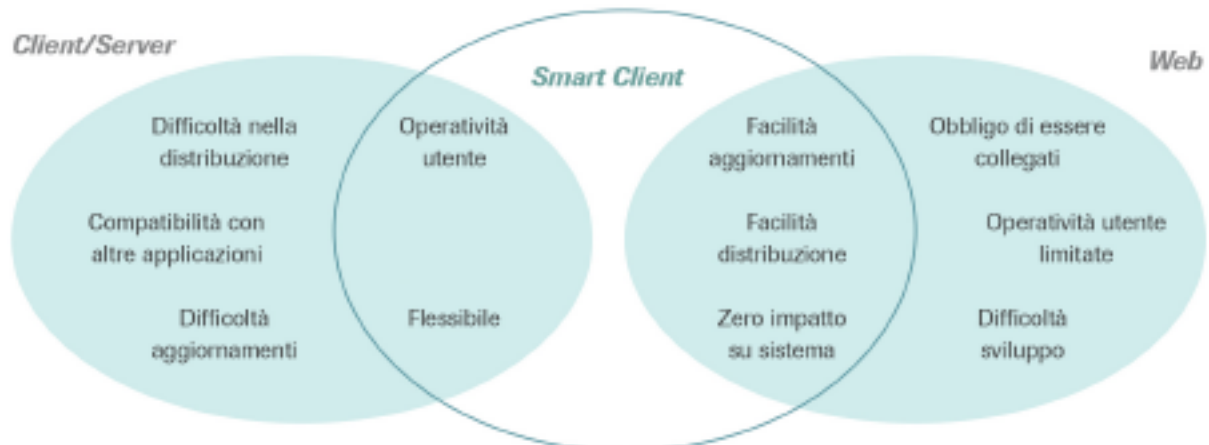 Client/Server
Smart Client
Web
Difficoltà nella
distribuzione
Compatibilità con
altre applicazioni
Difficoltà
aggiornamenti
Operatività
utente
Flessibile
Facilità
aggiornamenti
Facilità
distribuzione
Zero impatto
su sistema
Obbligo di essere
collegati
Operatività utente
limitate
Difficoltà
sviluppo